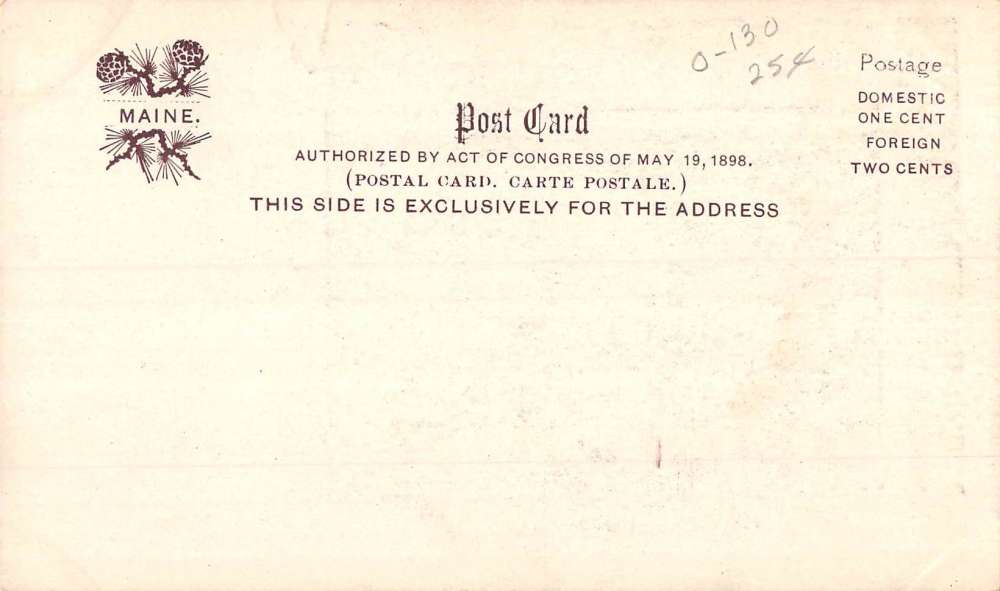 MAINE.
Post Card
AUTHORIZED BY ACT OF CONGRESS OF MAY 19, 1898.
(POSTAL CARD. CARTE POSTALE.)
THIS SIDE IS EXCLUSIVELY FOR THE ADDRESS
0-130
25¢
Postage
DOMESTIC
ONE CENT
FOREIGN
TWO CENTS